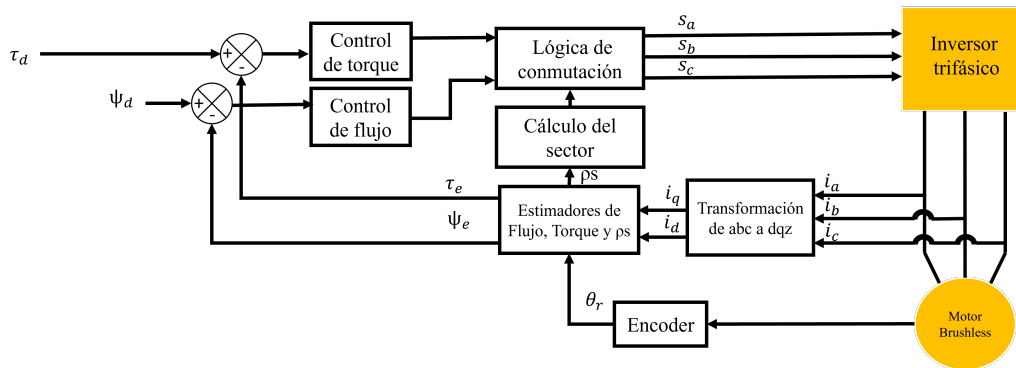 τ_d
+
-
Control
de torque
Lógica de
conmutación
s_a
s_b
s_c
Inversor
trifásico
ψ_d
+
-
Control
de flujo
Cálculo del
sector
ρs
τ_e
ψ_e
Estimadores de
Flujo, Torque y ρs
i_q
i_d
Transformación
de abc a dqz
i_a
i_b
i_c
θ_r
Encoder
Motor
Brushless